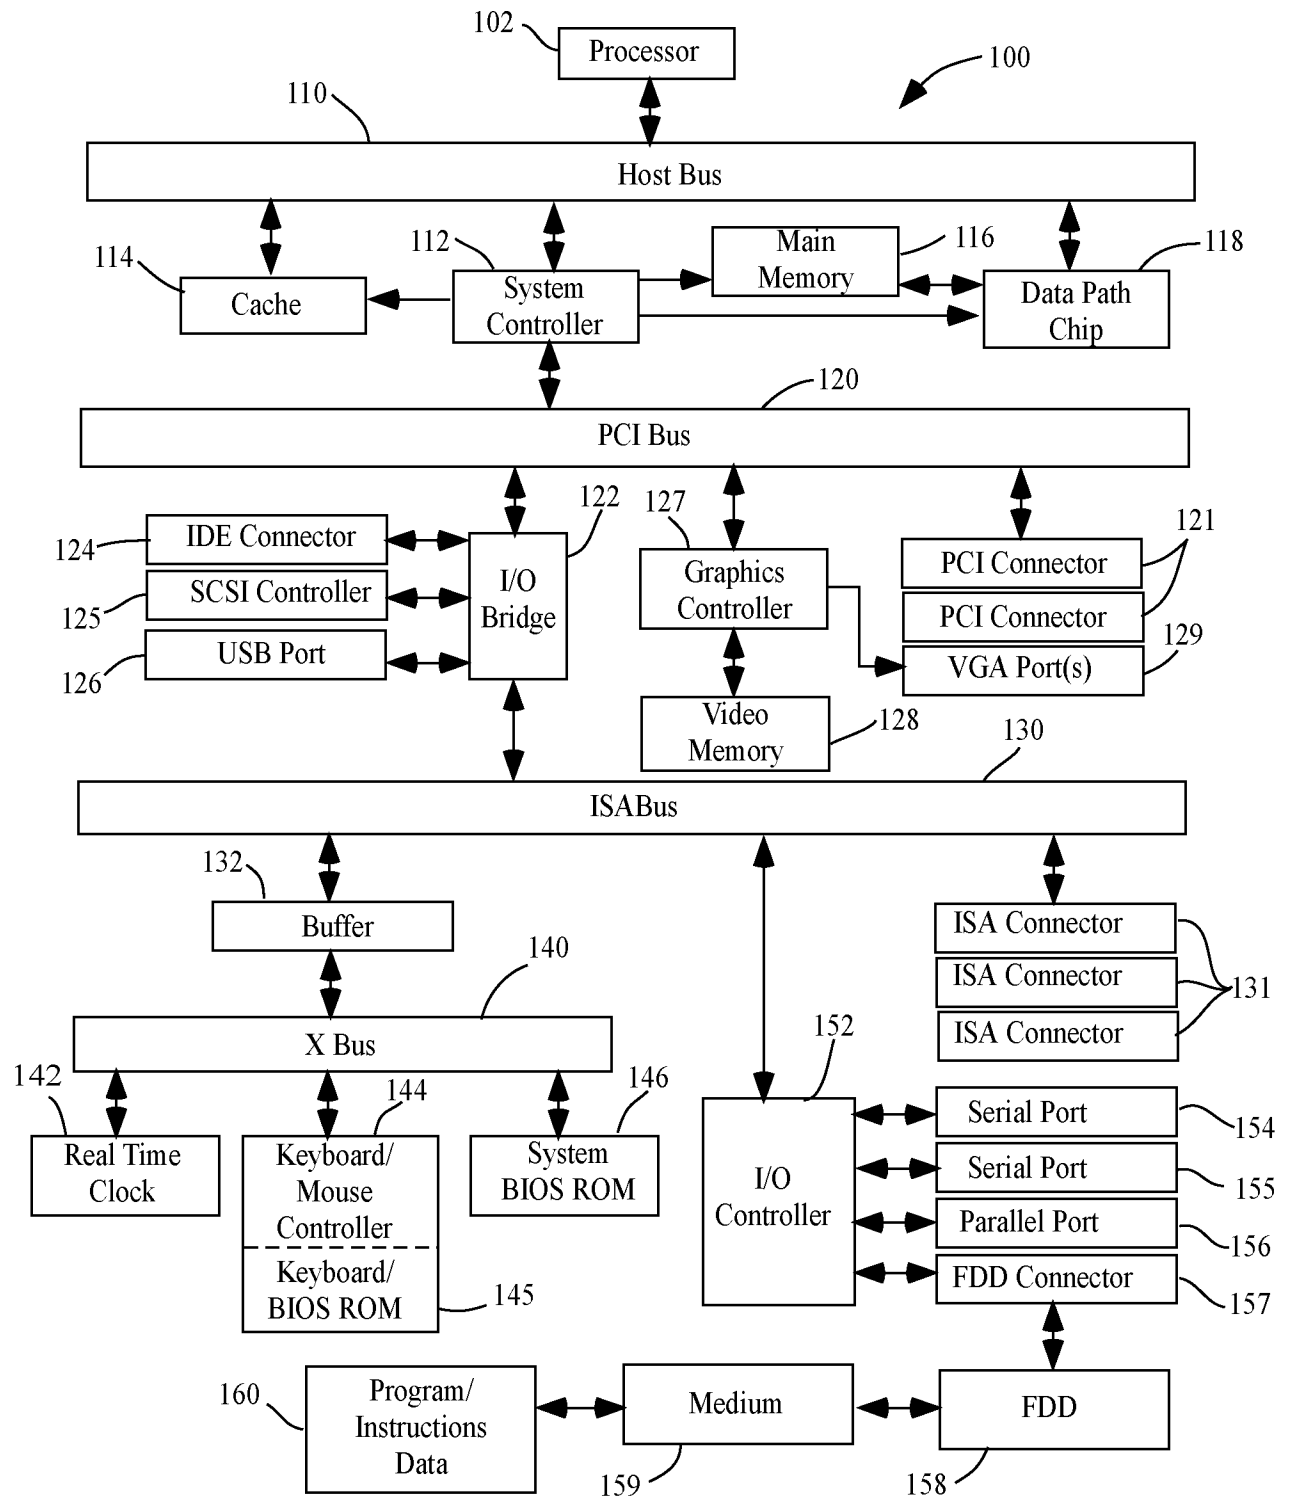 102
Processor
100
110
Host Bus
114
Cache
112
System
Controller
Main
Memory
116
118
Data Path
Chip
120
PCI Bus
122
127
121
124
IDE Connector
125
SCSI Controller
126
USB Port
I/O
Bridge
Graphics
Controller
PCI Connector
PCI Connector
129
VGA Port(s)
Video
Memory
128
130
ISABus
132
Buffer
140
X Bus
ISA Connector
ISA Connector
ISA Connector
131
142
144
146
152
Real Time
Clock
Keyboard/
Mouse
Controller
Keyboard/
BIOS ROM
145
System
BIOS ROM
I/O
Controller
Serial Port
154
Serial Port
155
Parallel Port
156
FDD Connector
157
160
Program/
Instructions
Data
Medium
159
FDD
158